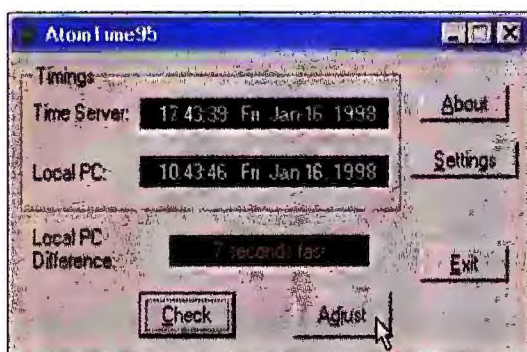 AtomTime95
Timings
Time Server: 17:43:39 Fri Jan 16, 1998
About
Local PC: 10:43:46 Fri Jan 16, 1998
Settings
Local PC
Difference: 7 seconds fast
Exit
Check
Adjust